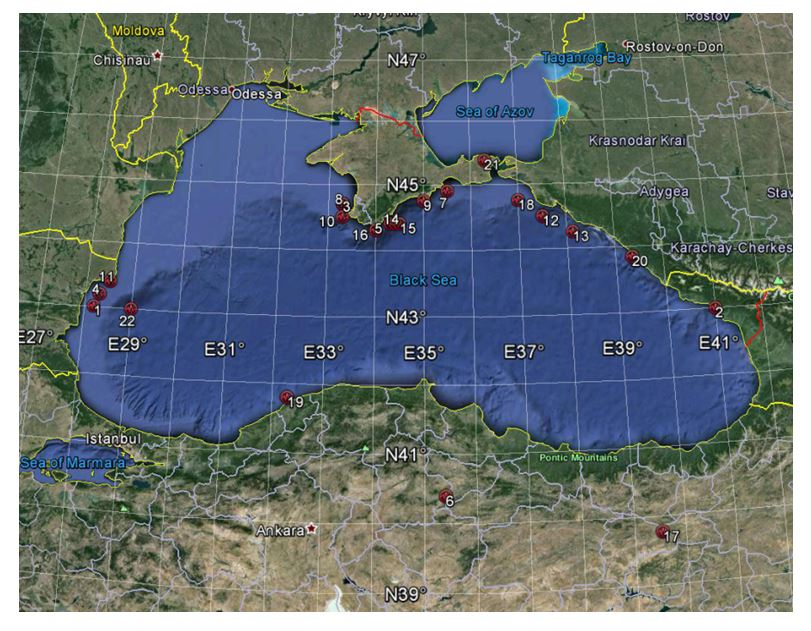 Kryvyi Rih
Rostov
Moldova
Chisinau
N47°
Rostov-on-Don
Taganrog Bay
Odessa
Odessa
Sea of Azov
Krasnodar Krai
21
N45°
Adygea
Stav
8
3
9
7
18
10
14
12
16
5
15
13
Karachay-Cherkes
20
11
Black Sea
4
1
22
N43°
2
E27°
E29°
E31°
E33°
E35°
E37°
E39°
E41°
19
Istanbul
N41°
Sea of Marmara
Pontic Mountains
6
Ankara
17
N39°